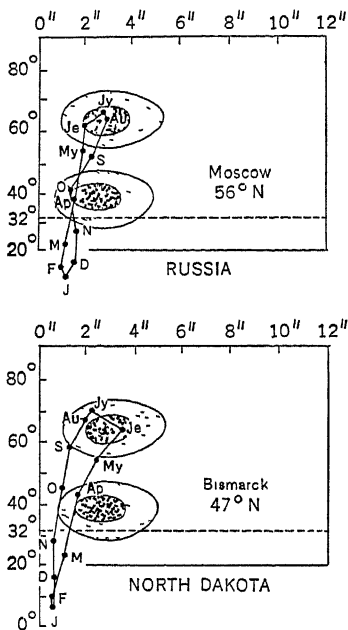 0" 2" 4" 6" 8" 10" 12"
80°
Jy
Je Au
60°
My
S
Moscow
56° N
O
40°
Ap
32°
N
M
20°
F D
J
RUSSIA
0" 2" 4" 6" 8" 10" 12"
80°
Jy
Au
Je
60°
S
My
O Ap
Bismarck
47° N
40°
N
32°
M
20°
D
F
NORTH DAKOTA
0°
J